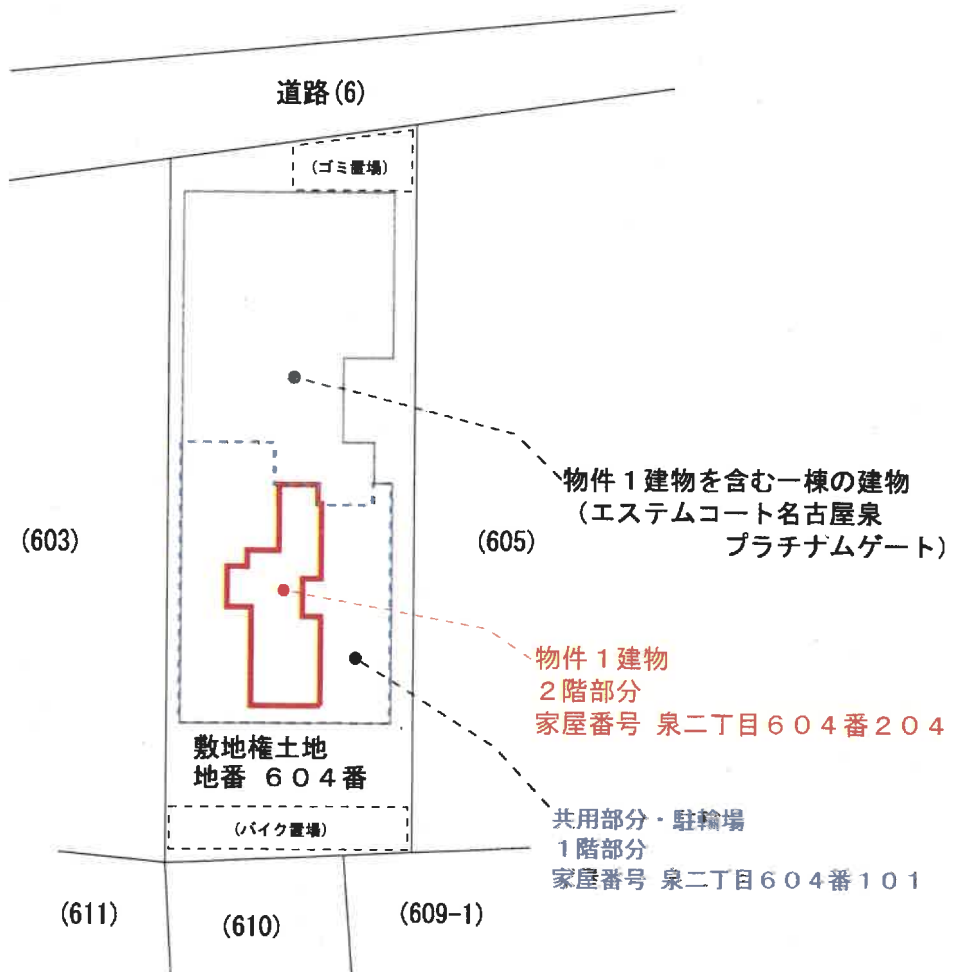 道路(6)
(ゴミ置場)
物件１建物を含む一棟の建物
（エステムコート名古屋泉
プラチナムゲート）
(603)
(605)
物件１建物
２階部分
家屋番号 泉二丁目６０４番２０４
敷地権土地
地番 ６０４番
(バイク置場)
共用部分・駐輪場
１階部分
家屋番号 泉二丁目６０４番１０１
(611)
(610)
(609-1)